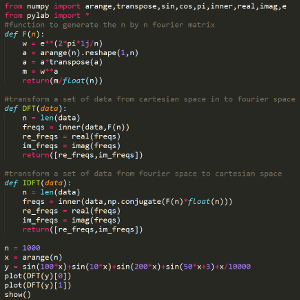 from numpy import arange,transpose,sin,cos,pi,inner,real,imag,e
from pylab import *
#function to generate the n by n fourier matrix
def F(n):
    w = e**(2*pi*1j/n)
    a = arange(n).reshape(1,n)
    a = a*transpose(a)
    m = w**a
    return(m/float(n))
#transform a set of data from cartesian space in to fourier space
def DFT(data):
    n = len(data)
    freqs = inner(data,F(n))
    re_freqs = real(freqs)
    im_freqs = imag(freqs)
    return([re_freqs,im_freqs])
#transform a set of data from fourier space to cartesian space
def IDFT(data):
    n = len(data)
    freqs = inner(data,np.conjugate(F(n)*float(n)))
    re_freqs = real(freqs)
    im_freqs = imag(freqs)
    return([re_freqs,im_freqs])
n = 1000
x = arange(n)
y = sin(100*x)+sin(10*x)+sin(200*x)+sin(50*x+3)+x/10000
plot(DFT(y)[0])
plot(DFT(y)[1])
show()